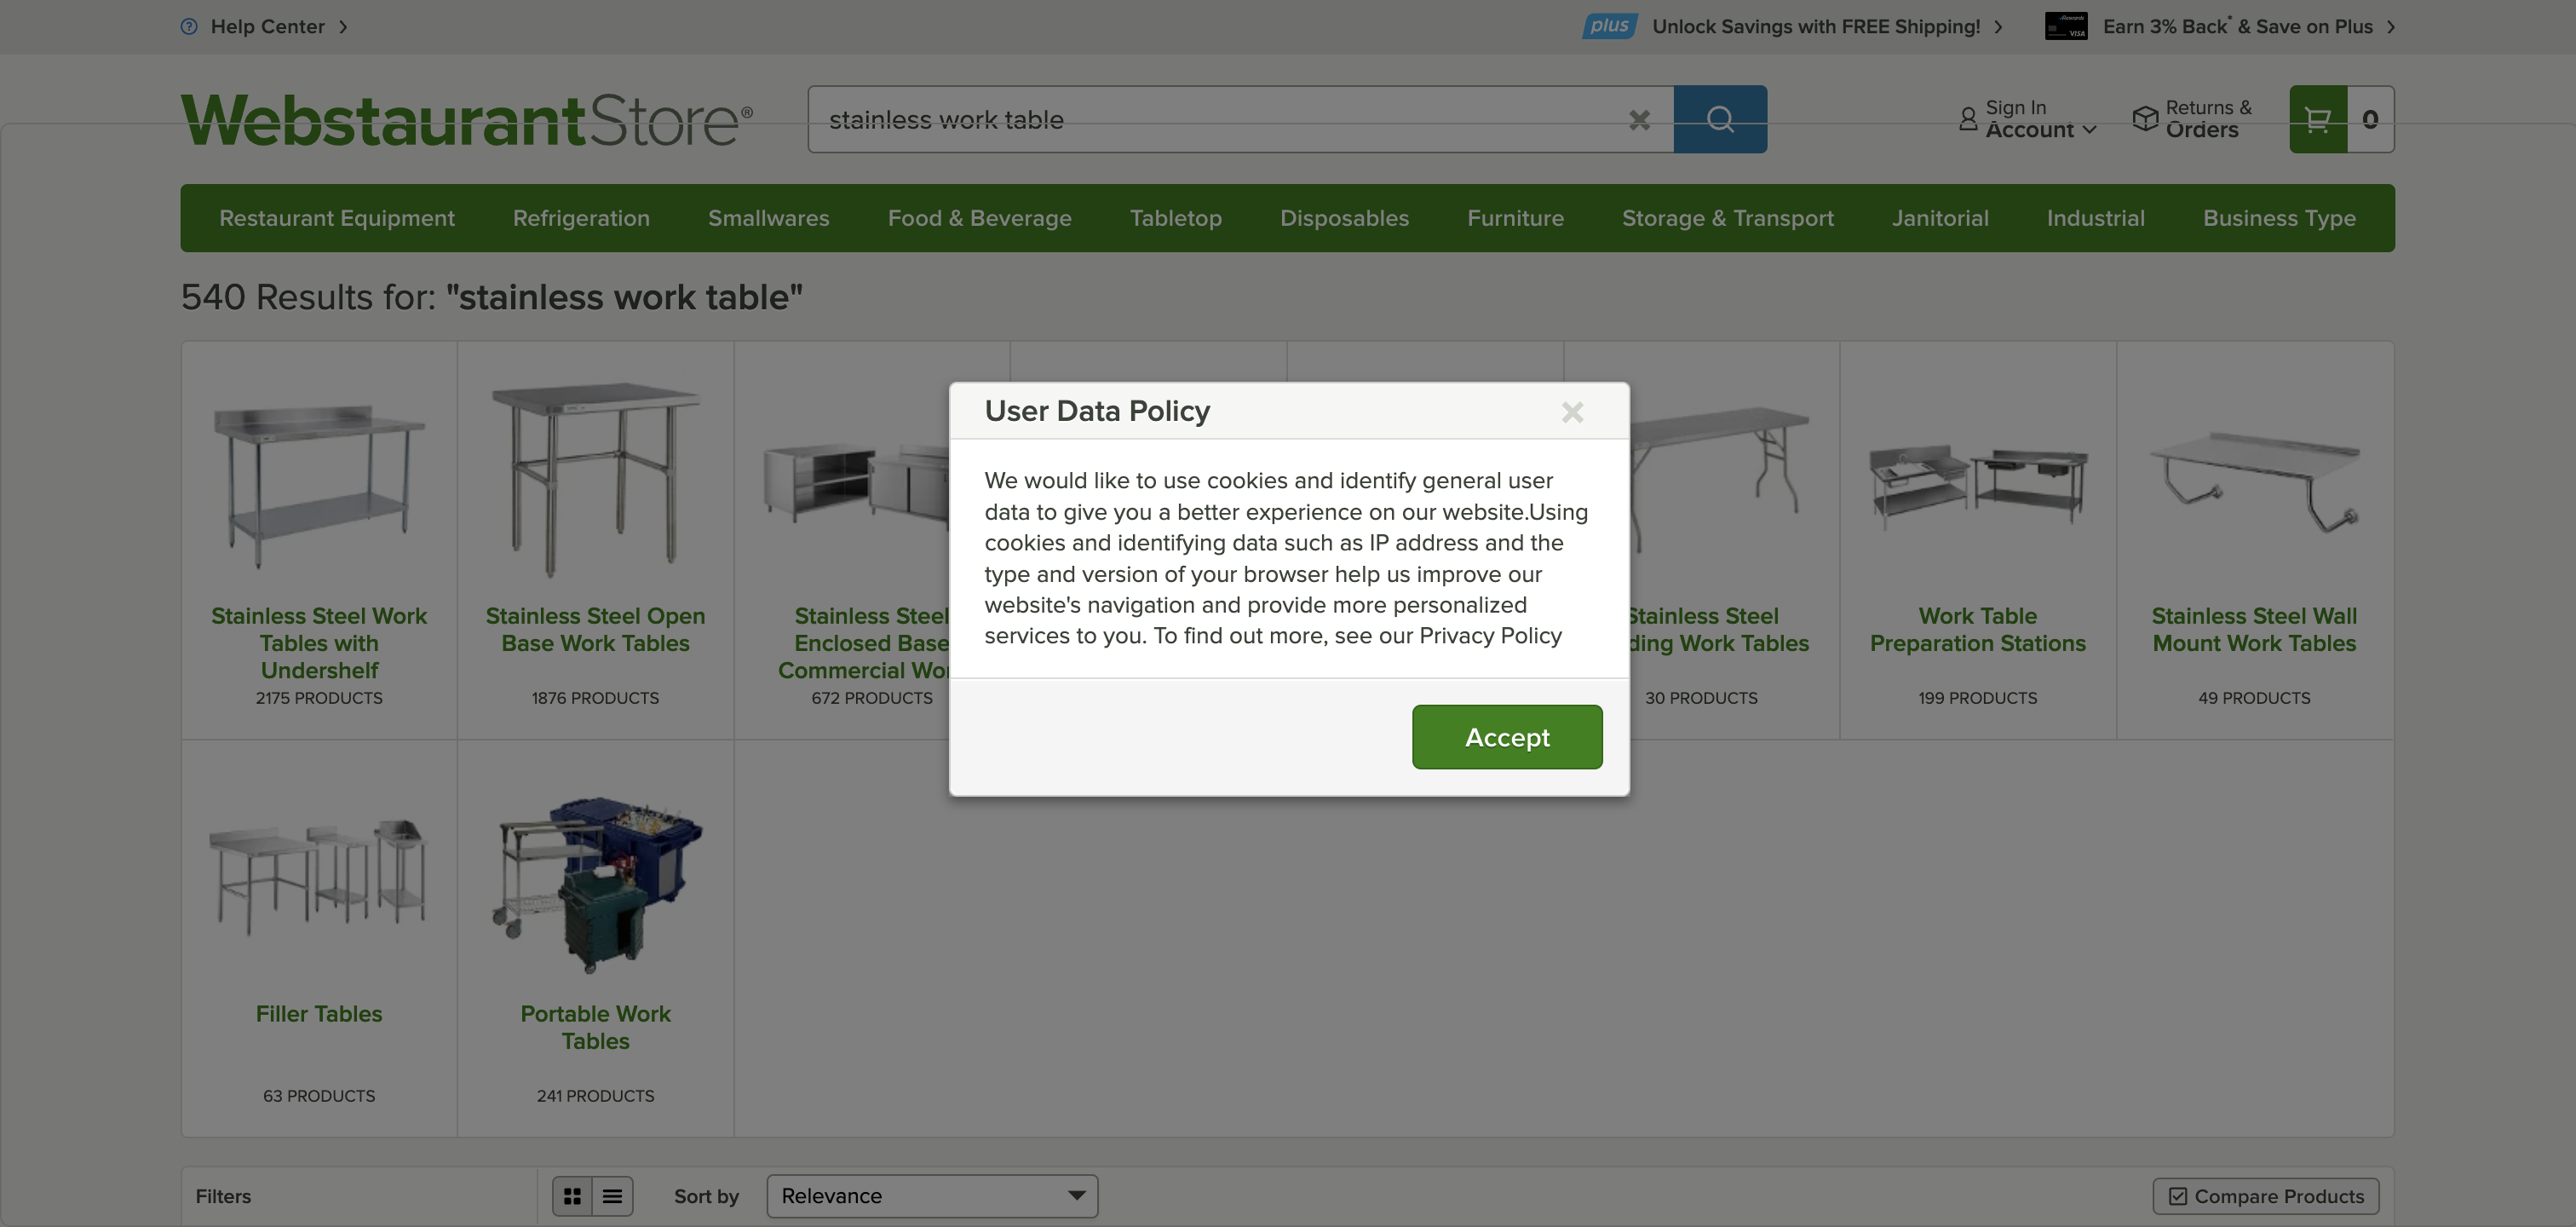 Help Center
plus Unlock Savings with FREE Shipping!
Rewards VISA Earn 3% Back* & Save on Plus
WebstaurantStore®
stainless work table
Sign In
Account
Returns &
Orders
0
Restaurant Equipment Refrigeration Smallwares Food & Beverage Tabletop Disposables Furniture Storage & Transport Janitorial Industrial Business Type
540 Results for: "stainless work table"
User Data Policy
We would like to use cookies and identify general user
data to give you a better experience on our website.Using
cookies and identifying data such as IP address and the
type and version of your browser help us improve our
website's navigation and provide more personalized
services to you. To find out more, see our Privacy Policy
Accept
Stainless Steel Work
Tables with
Undershelf
2175 PRODUCTS
Stainless Steel Open
Base Work Tables
1876 PRODUCTS
Stainless Steel
Enclosed Base
Commercial Wor
672 PRODUCTS
Stainless Steel
ding Work Tables
30 PRODUCTS
Work Table
Preparation Stations
199 PRODUCTS
Stainless Steel Wall
Mount Work Tables
49 PRODUCTS
Filler Tables
63 PRODUCTS
Portable Work
Tables
241 PRODUCTS
Filters
Sort by
Relevance
Compare Products